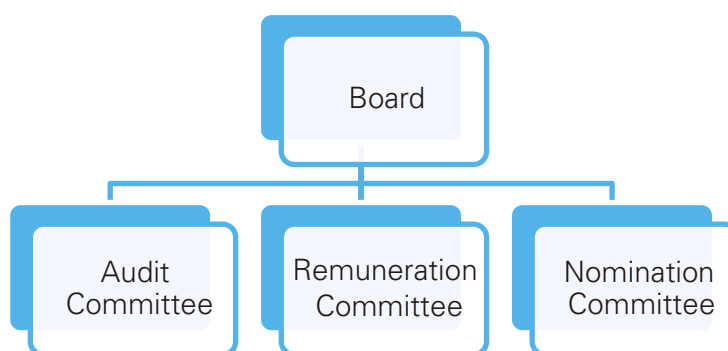 Board
Audit
Committee
Remuneration
Committee
Nomination
Committee